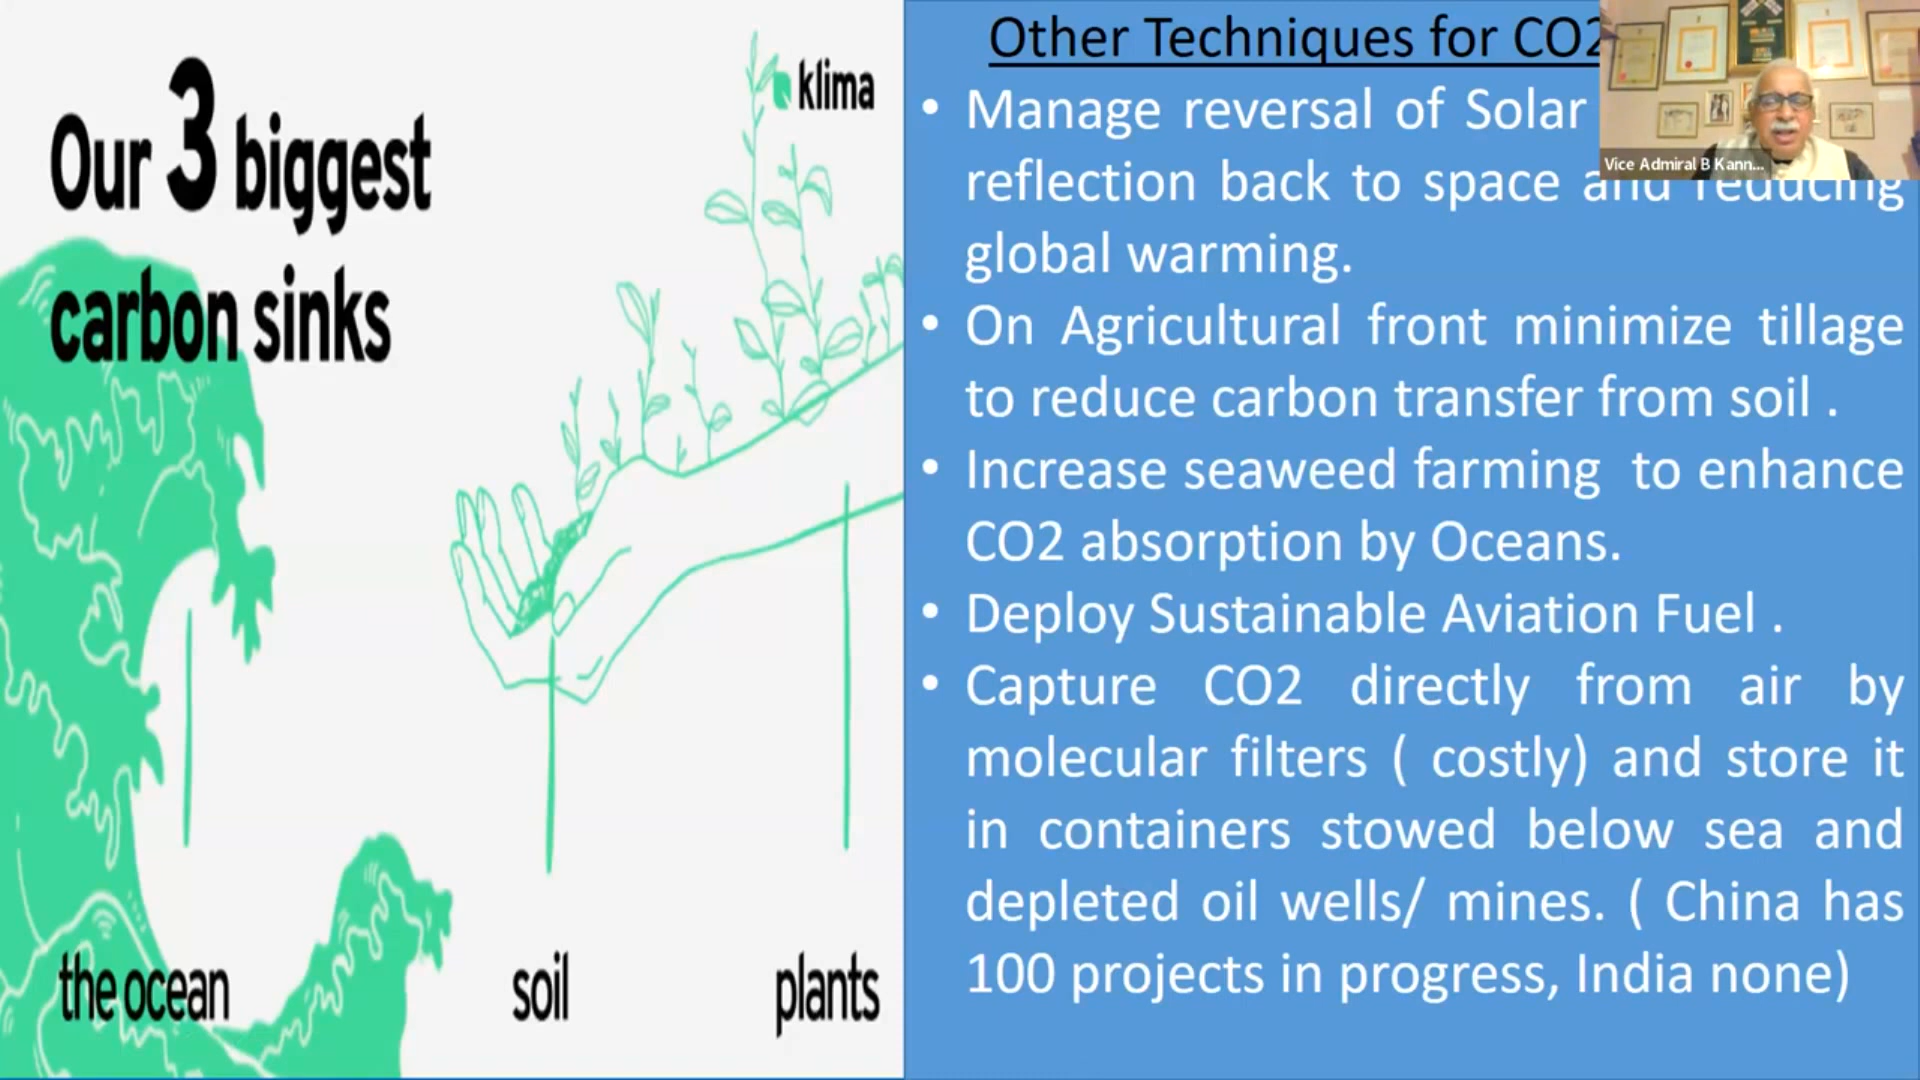 klima
Our 3 biggest
carbon sinks
the ocean
soil
plants
Other Techniques for CO2
Vice Admiral B Kann...
• Manage reversal of Solar
reflection back to space and reducing
global warming.
• On Agricultural front minimize tillage
to reduce carbon transfer from soil .
• Increase seaweed farming to enhance
CO2 absorption by Oceans.
• Deploy Sustainable Aviation Fuel .
• Capture CO2 directly from air by
molecular filters ( costly) and store it
in containers stowed below sea and
depleted oil wells/ mines. ( China has
100 projects in progress, India none)